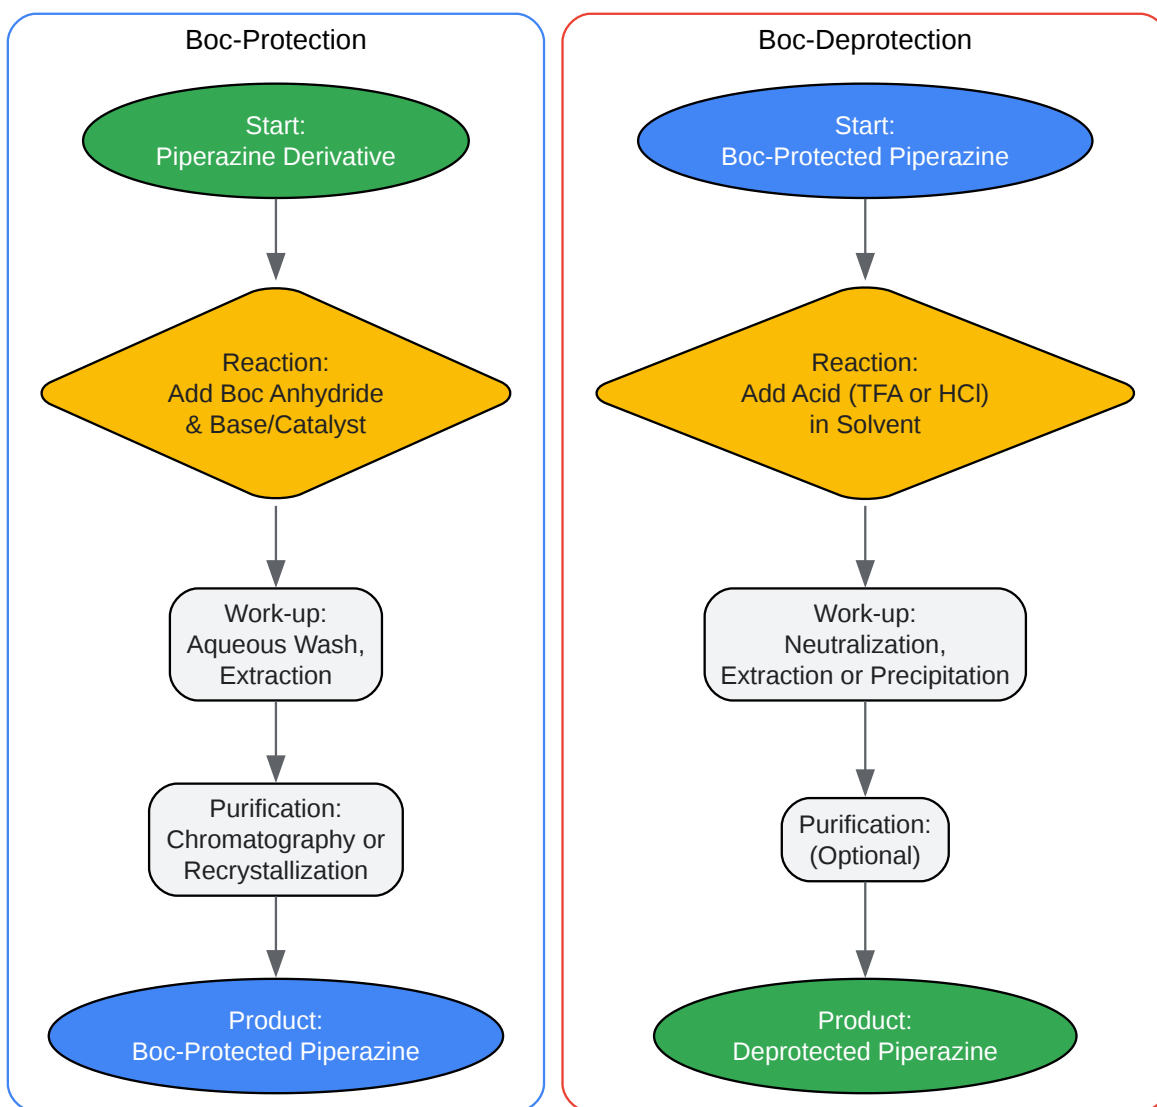 Boc-Protection
Start:
Piperazine Derivative
Reaction:
Add Boc Anhydride
& Base/Catalyst
Work-up:
Aqueous Wash,
Extraction
Purification:
Chromatography or
Recrystallization
Product:
Boc-Protected Piperazine
Boc-Deprotection
Start:
Boc-Protected Piperazine
Reaction:
Add Acid (TFA or HCl)
in Solvent
Work-up:
Neutralization,
Extraction or Precipitation
Purification:
(Optional)
Product:
Deprotected Piperazine